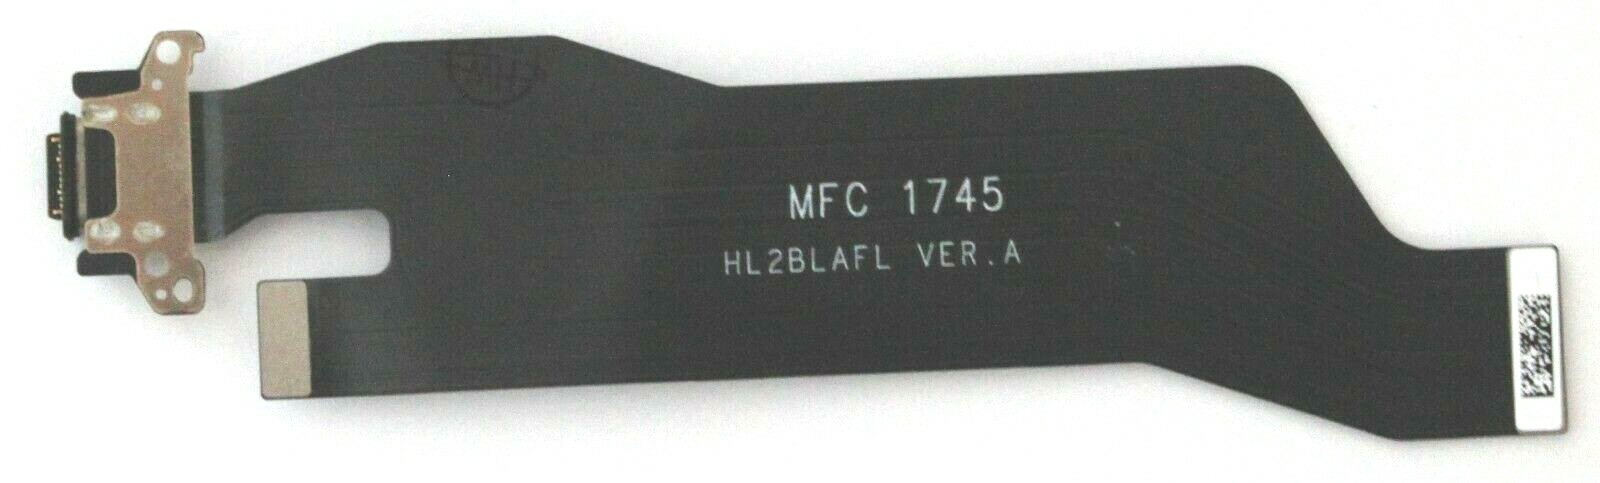 MFC 1745
HL2BLAFL VER.A